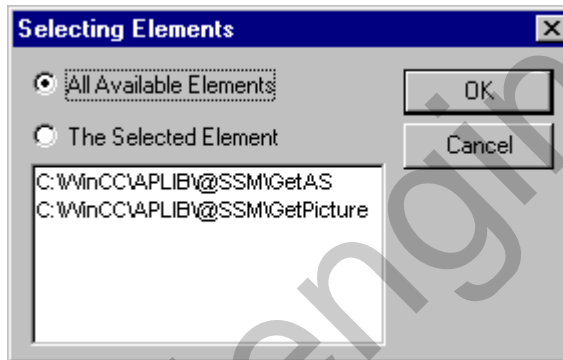 Selecting Elements
All Available Elements
OK
The Selected Element
Cancel
C:\WinCC\APLIB\@SSM\GetAS
C:\WinCC\APLIB\@SSM\GetPicture